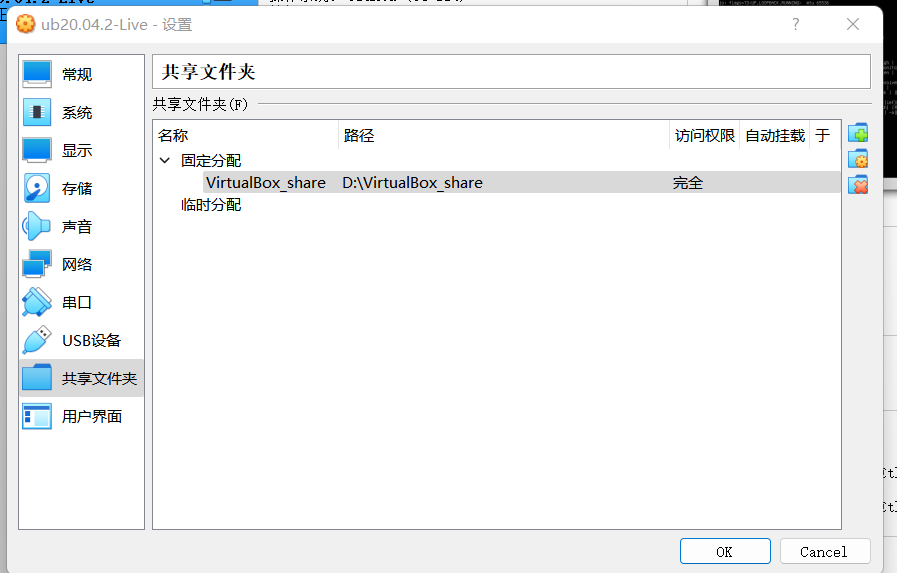 ub20.04.2-Live - 设置
?
常规
系统
显示
存储
声音
网络
串口
USB设备
共享文件夹
用户界面
共享文件夹
共享文件夹(F)
名称 路径 访问权限 自动挂载 于
固定分配
VirtualBox_share D:\VirtualBox_share 完全
临时分配
OK Cancel